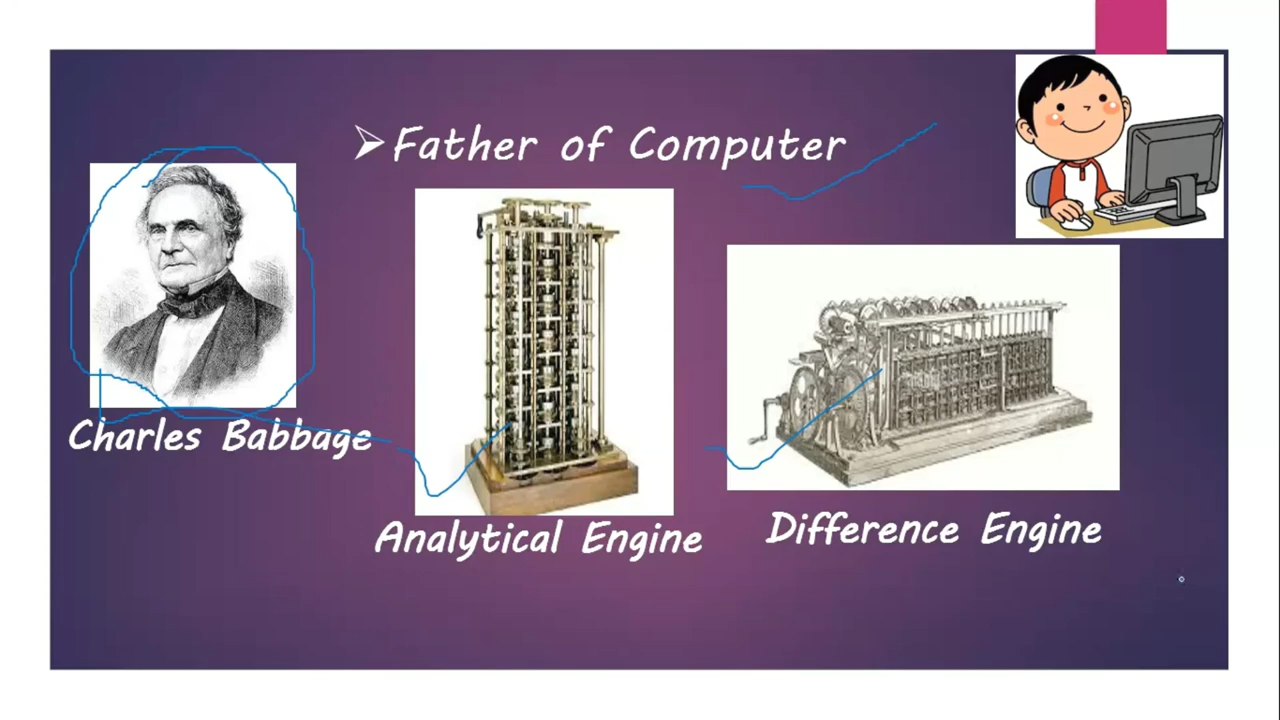 Father of Computer
Charles Babbage
Analytical Engine
Difference Engine